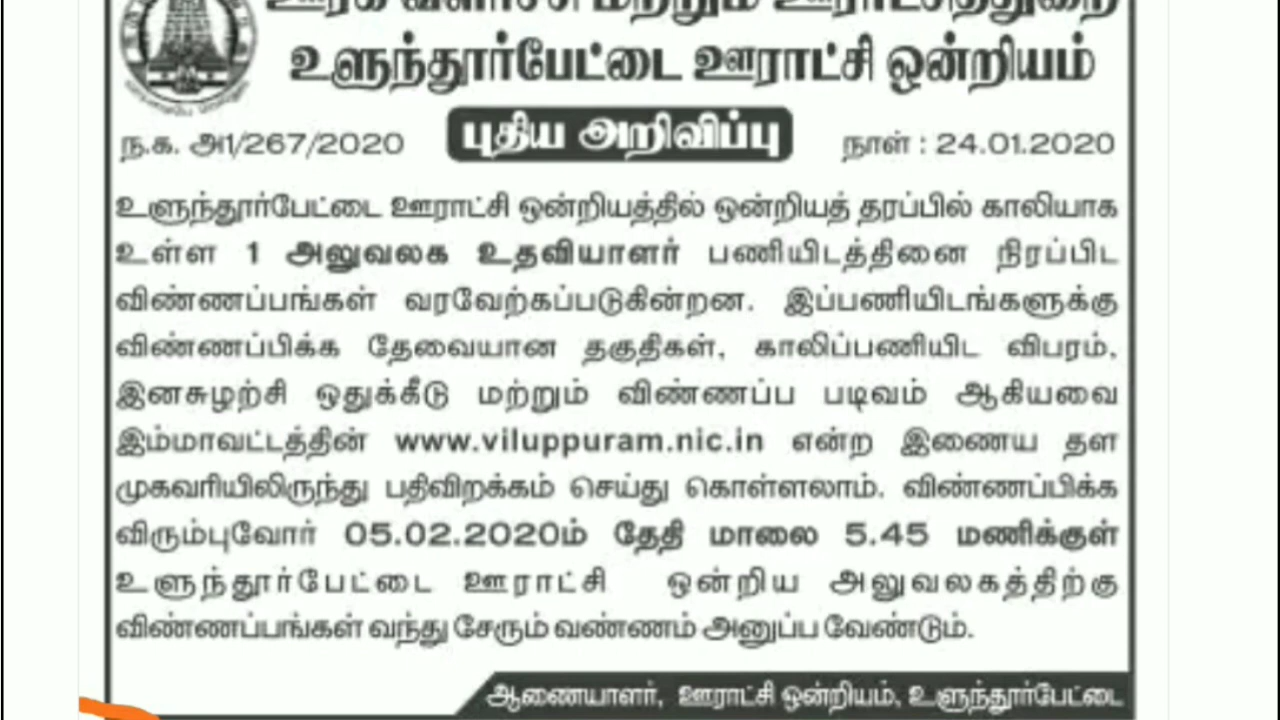 ஊரக வளர்ச்சி மற்றும் ஊராட்சித்துறை
உளுந்தூர்பேட்டை ஊராட்சி ஒன்றியம்
ந.க. அ1/267/2020 புதிய அறிவிப்பு நாள் : 24.01.2020
உளுந்தூர்பேட்டை ஊராட்சி ஒன்றியத்தில் ஒன்றியத் தரப்பில் காலியாக
உள்ள 1 அலுவலக உதவியாளர் பணியிடத்தினை நிரப்பிட
விண்ணப்பங்கள் வரவேற்கப்படுகின்றன. இப்பணியிடங்களுக்கு
விண்ணப்பிக்க தேவையான தகுதிகள், காலிப்பணியிட விபரம்,
இனசுழற்சி ஒதுக்கீடு மற்றும் விண்ணப்ப படிவம் ஆகியவை
இம்மாவட்டத்தின் www.viluppuram.nic.in என்ற இணைய தள
முகவரியிலிருந்து பதிவிறக்கம் செய்து கொள்ளலாம். விண்ணப்பிக்க
விரும்புவோர் 05.02.2020ம் தேதி மாலை 5.45 மணிக்குள்
உளுந்தூர்பேட்டை ஊராட்சி ஒன்றிய அலுவலகத்திற்கு
விண்ணப்பங்கள் வந்து சேரும் வண்ணம் அனுப்ப வேண்டும்.
ஆணையாளர், ஊராட்சி ஒன்றியம், உளுந்தூர்பேட்டை